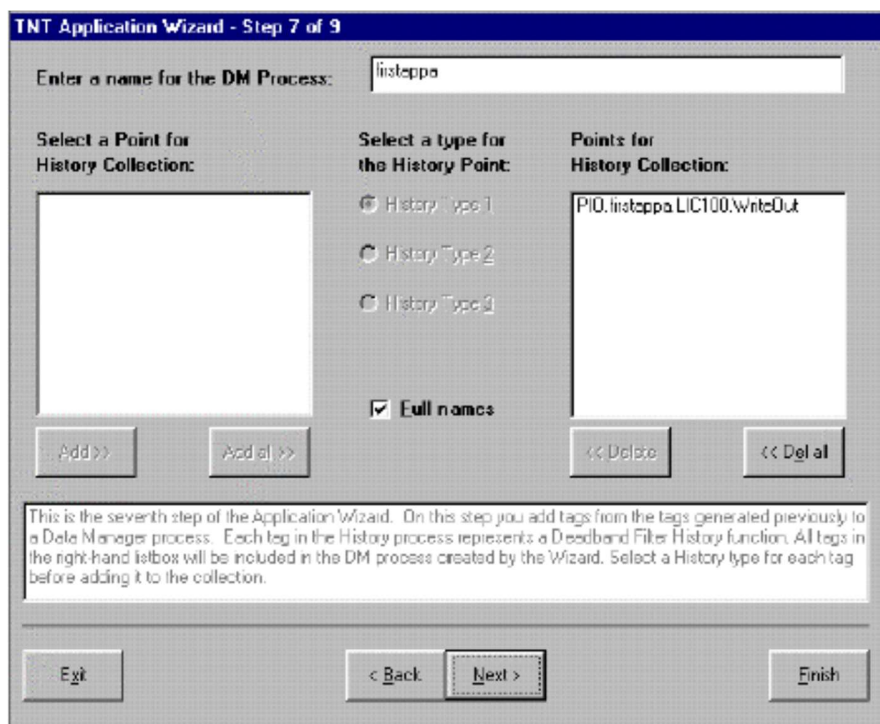 TNT Application Wizard - Step 7 of 9
Enter a name for the DM Process:
firsteppa
Select a Point for
History Collection:
Select a type for
the History Point:
Points for
History Collection:
History Type 1
PIO.firsteppa.LIC100.WriteOut
History Type 2
History Type 3
Full names
Add >>
Add all >>
<< Delete
<< Del all
This is the seventh step of the Application Wizard. On this step you add tags from the tags generated previously to
a Data Manager process. Each tag in the History process represents a Deadband Filter History function. All tags in
the right-hand listbox will be included in the DM process created by the Wizard. Select a History type for each tag
before adding it to the collection.
Exit
< Back
Next >
Finish